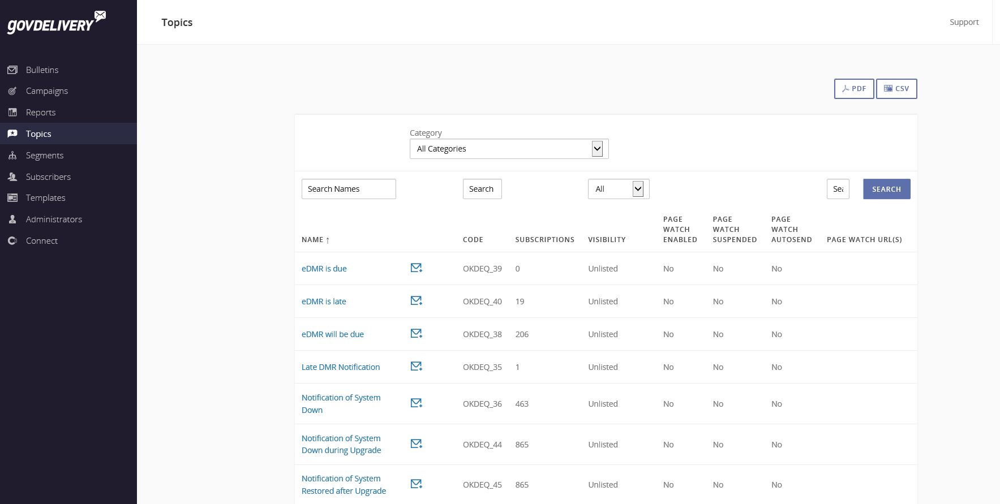 GOVDELIVERY
Topics
Support
Bulletins
Campaigns
Reports
Topics
Segments
Subscribers
Templates
Administrators
Connect
PDF
CSV
Category
All Categories
Search Names
Search
All
Sea
SEARCH
NAME ↑
CODE
SUBSCRIPTIONS
VISIBILITY
PAGE
WATCH
ENABLED
PAGE
WATCH
SUSPENDED
PAGE
WATCH
AUTOSEND
PAGE WATCH URL(S)
eDMR is due OKDEQ_39 0 Unlisted No No No
eDMR is late OKDEQ_40 19 Unlisted No No No
eDMR will be due OKDEQ_38 206 Unlisted No No No
Late DMR Notification OKDEQ_35 1 Unlisted No No No
Notification of System
Down
OKDEQ_36 463 Unlisted No No No
Notification of System
Down during Upgrade
OKDEQ_44 865 Unlisted No No No
Notification of System
Restored after Upgrade
OKDEQ_45 865 Unlisted No No No